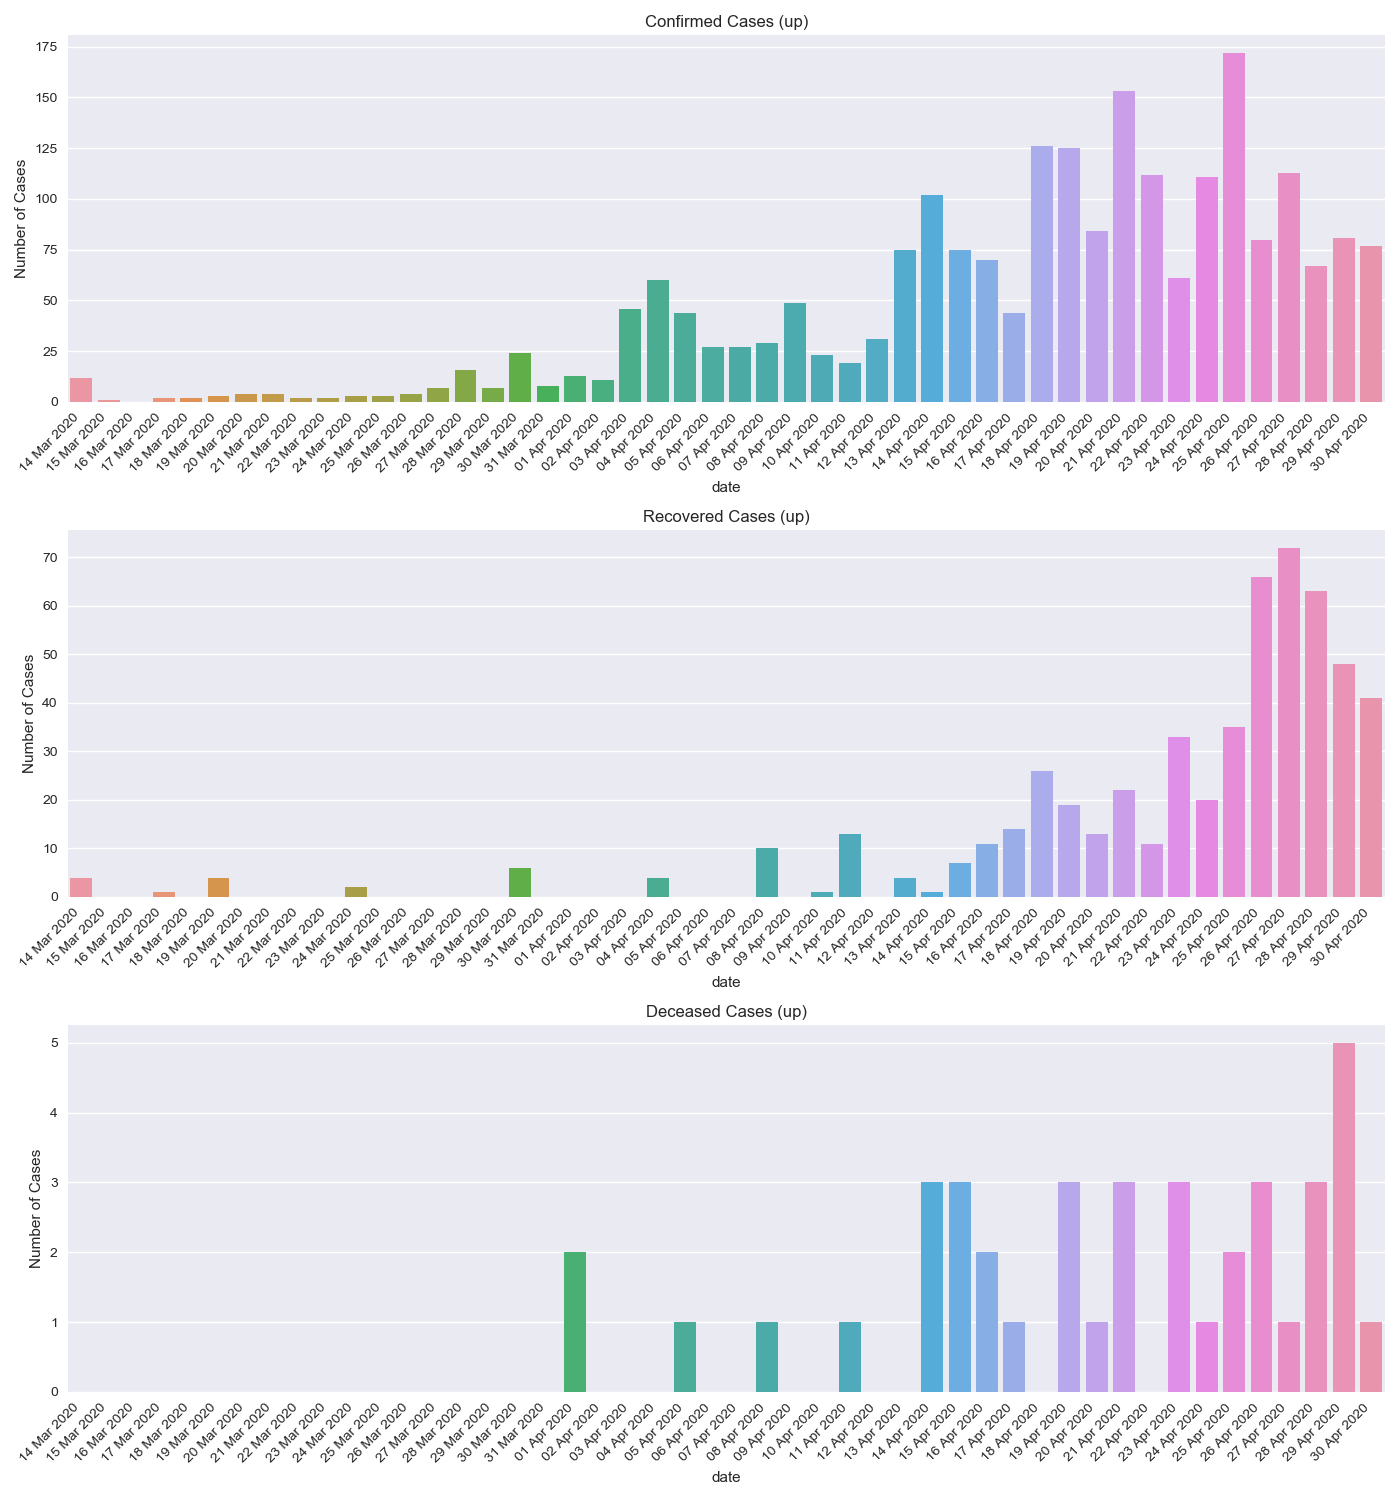 Confirmed Cases (up)
175
150
125
100
75
50
25
0
Number of Cases
14 Mar 2020
15 Mar 2020
16 Mar 2020
17 Mar 2020
18 Mar 2020
19 Mar 2020
20 Mar 2020
21 Mar 2020
22 Mar 2020
23 Mar 2020
24 Mar 2020
25 Mar 2020
26 Mar 2020
27 Mar 2020
28 Mar 2020
29 Mar 2020
30 Mar 2020
31 Mar 2020
01 Apr 2020
02 Apr 2020
03 Apr 2020
04 Apr 2020
05 Apr 2020
06 Apr 2020
07 Apr 2020
08 Apr 2020
09 Apr 2020
10 Apr 2020
11 Apr 2020
12 Apr 2020
13 Apr 2020
14 Apr 2020
15 Apr 2020
16 Apr 2020
17 Apr 2020
18 Apr 2020
19 Apr 2020
20 Apr 2020
21 Apr 2020
22 Apr 2020
23 Apr 2020
24 Apr 2020
25 Apr 2020
26 Apr 2020
27 Apr 2020
28 Apr 2020
29 Apr 2020
30 Apr 2020
date
Recovered Cases (up)
70
60
50
40
30
20
10
0
Number of Cases
14 Mar 2020
15 Mar 2020
16 Mar 2020
17 Mar 2020
18 Mar 2020
19 Mar 2020
20 Mar 2020
21 Mar 2020
22 Mar 2020
23 Mar 2020
24 Mar 2020
25 Mar 2020
26 Mar 2020
27 Mar 2020
28 Mar 2020
29 Mar 2020
30 Mar 2020
31 Mar 2020
01 Apr 2020
02 Apr 2020
03 Apr 2020
04 Apr 2020
05 Apr 2020
06 Apr 2020
07 Apr 2020
08 Apr 2020
09 Apr 2020
10 Apr 2020
11 Apr 2020
12 Apr 2020
13 Apr 2020
14 Apr 2020
15 Apr 2020
16 Apr 2020
17 Apr 2020
18 Apr 2020
19 Apr 2020
20 Apr 2020
21 Apr 2020
22 Apr 2020
23 Apr 2020
24 Apr 2020
25 Apr 2020
26 Apr 2020
27 Apr 2020
28 Apr 2020
29 Apr 2020
30 Apr 2020
date
Deceased Cases (up)
5
4
3
2
1
0
Number of Cases
14 Mar 2020
15 Mar 2020
16 Mar 2020
17 Mar 2020
18 Mar 2020
19 Mar 2020
20 Mar 2020
21 Mar 2020
22 Mar 2020
23 Mar 2020
24 Mar 2020
25 Mar 2020
26 Mar 2020
27 Mar 2020
28 Mar 2020
29 Mar 2020
30 Mar 2020
31 Mar 2020
01 Apr 2020
02 Apr 2020
03 Apr 2020
04 Apr 2020
05 Apr 2020
06 Apr 2020
07 Apr 2020
08 Apr 2020
09 Apr 2020
10 Apr 2020
11 Apr 2020
12 Apr 2020
13 Apr 2020
14 Apr 2020
15 Apr 2020
16 Apr 2020
17 Apr 2020
18 Apr 2020
19 Apr 2020
20 Apr 2020
21 Apr 2020
22 Apr 2020
23 Apr 2020
24 Apr 2020
25 Apr 2020
26 Apr 2020
27 Apr 2020
28 Apr 2020
29 Apr 2020
30 Apr 2020
date